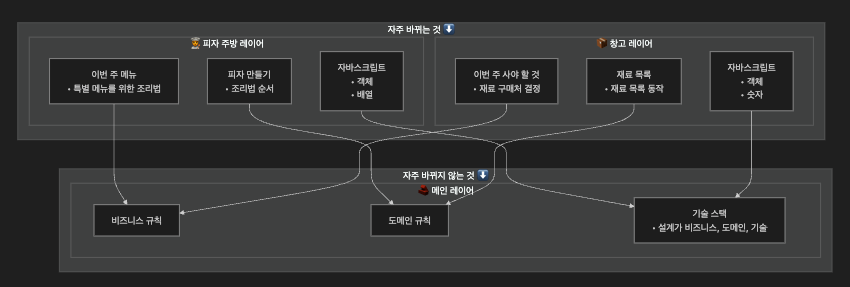 자주 바뀌는 것 ⬇️
👨‍🍳 피자 주방 레이어
📦 창고 레이어
이번 주 메뉴
• 특별 메뉴를 위한 조리법
피자 만들기
• 조리법 순서
자바스크립트
• 객체
• 배열
이번 주 사야 할 것
• 재료 구매처 결정
재료 목록
• 재료 목록 동작
자바스크립트
• 객체
• 숫자
자주 바뀌지 않는 것 ⬇️
메인 레이어
비즈니스 규칙
도메인 규칙
기술 스택
• 설계가 비즈니스, 도메인, 기술